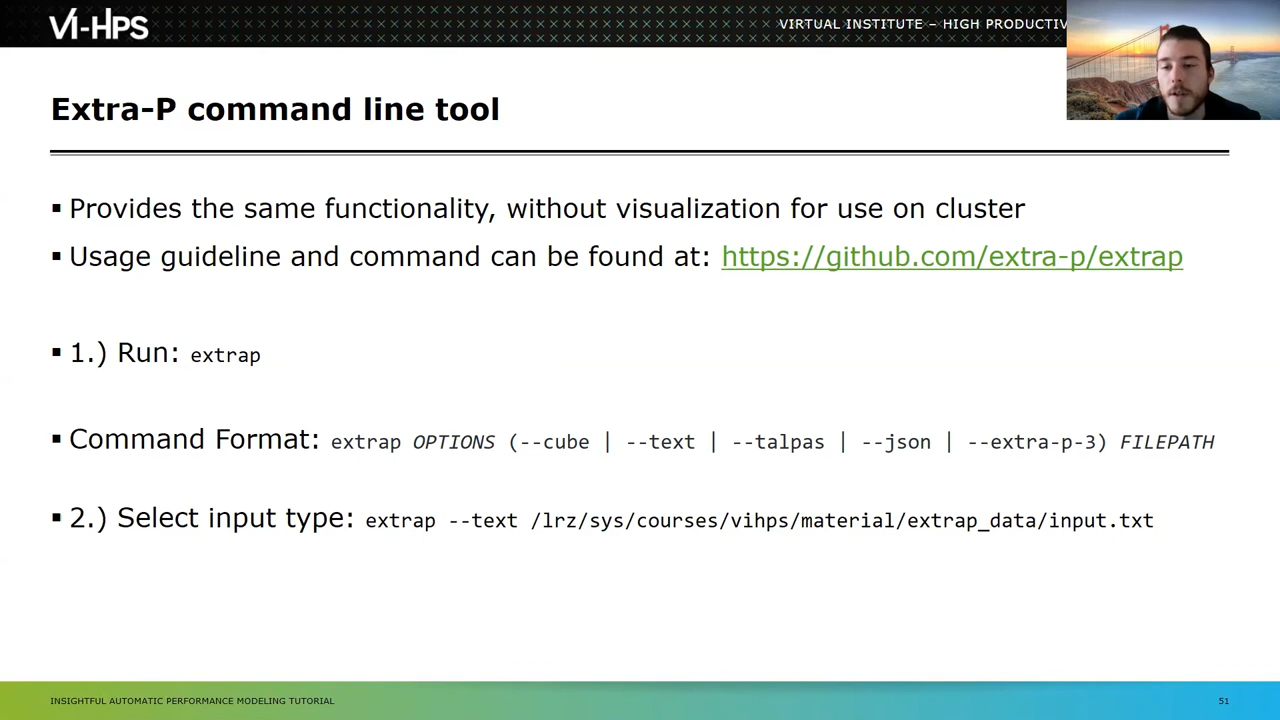 VI-HPS
VIRTUAL INSTITUTE – HIGH PRODUCTIV
Extra-P command line tool
▪ Provides the same functionality, without visualization for use on cluster
▪ Usage guideline and command can be found at: https://github.com/extra-p/extrap
▪ 1.) Run: extrap
▪ Command Format: extrap OPTIONS (--cube | --text | --talpas | --json | --extra-p-3) FILEPATH
▪ 2.) Select input type: extrap --text /lrz/sys/courses/vihps/material/extrap_data/input.txt
INSIGHTFUL AUTOMATIC PERFORMANCE MODELING TUTORIAL
51